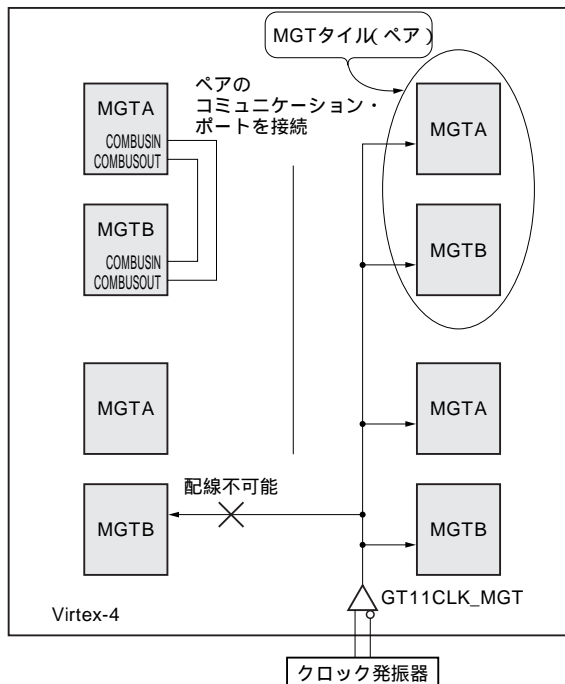 MGTタイル(ペア)
MGTA
COMBUSIN
COMBUSOUT
ペアの
コミュニケーション・
ポートを接続
MGTA
MGTB
COMBUSIN
COMBUSOUT
MGTB
MGTA
MGTA
配線不可能
MGTB
MGTB
GT11CLK_MGT
Virtex-4
クロック発振器